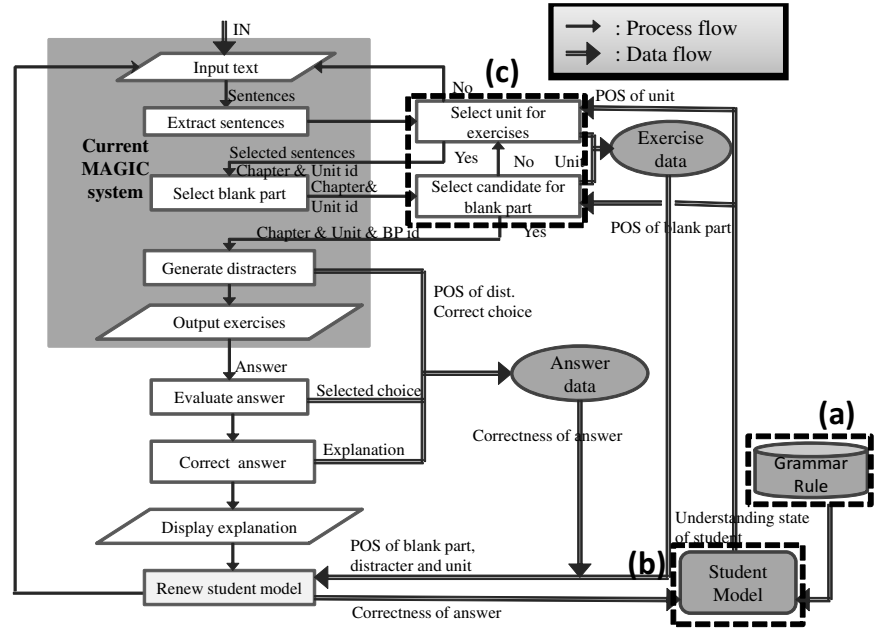 IN
: Process flow
: Data flow
Input text
(c)
No
POS of unit
Sentences
Extract sentences
Select unit for
exercises
Exercise
data
Current
MAGIC
system
Selected sentences
Chapter & Unit id
Yes
No
Unit
Select blank part
Chapter&
Unit id
Select candidate for
blank part
Chapter & Unit & BP id
Yes
POS of blank part
Generate distracters
POS of dist.
Correct choice
Output exercises
Answer
Answer
data
Evaluate answer
Selected choice
(a)
Correctness of answer
Correct answer
Explanation
Grammar
Rule
Display explanation
Understanding state
of student
(b)
POS of blank part,
distracter and unit
Student
Model
Renew student model
Correctness of answer